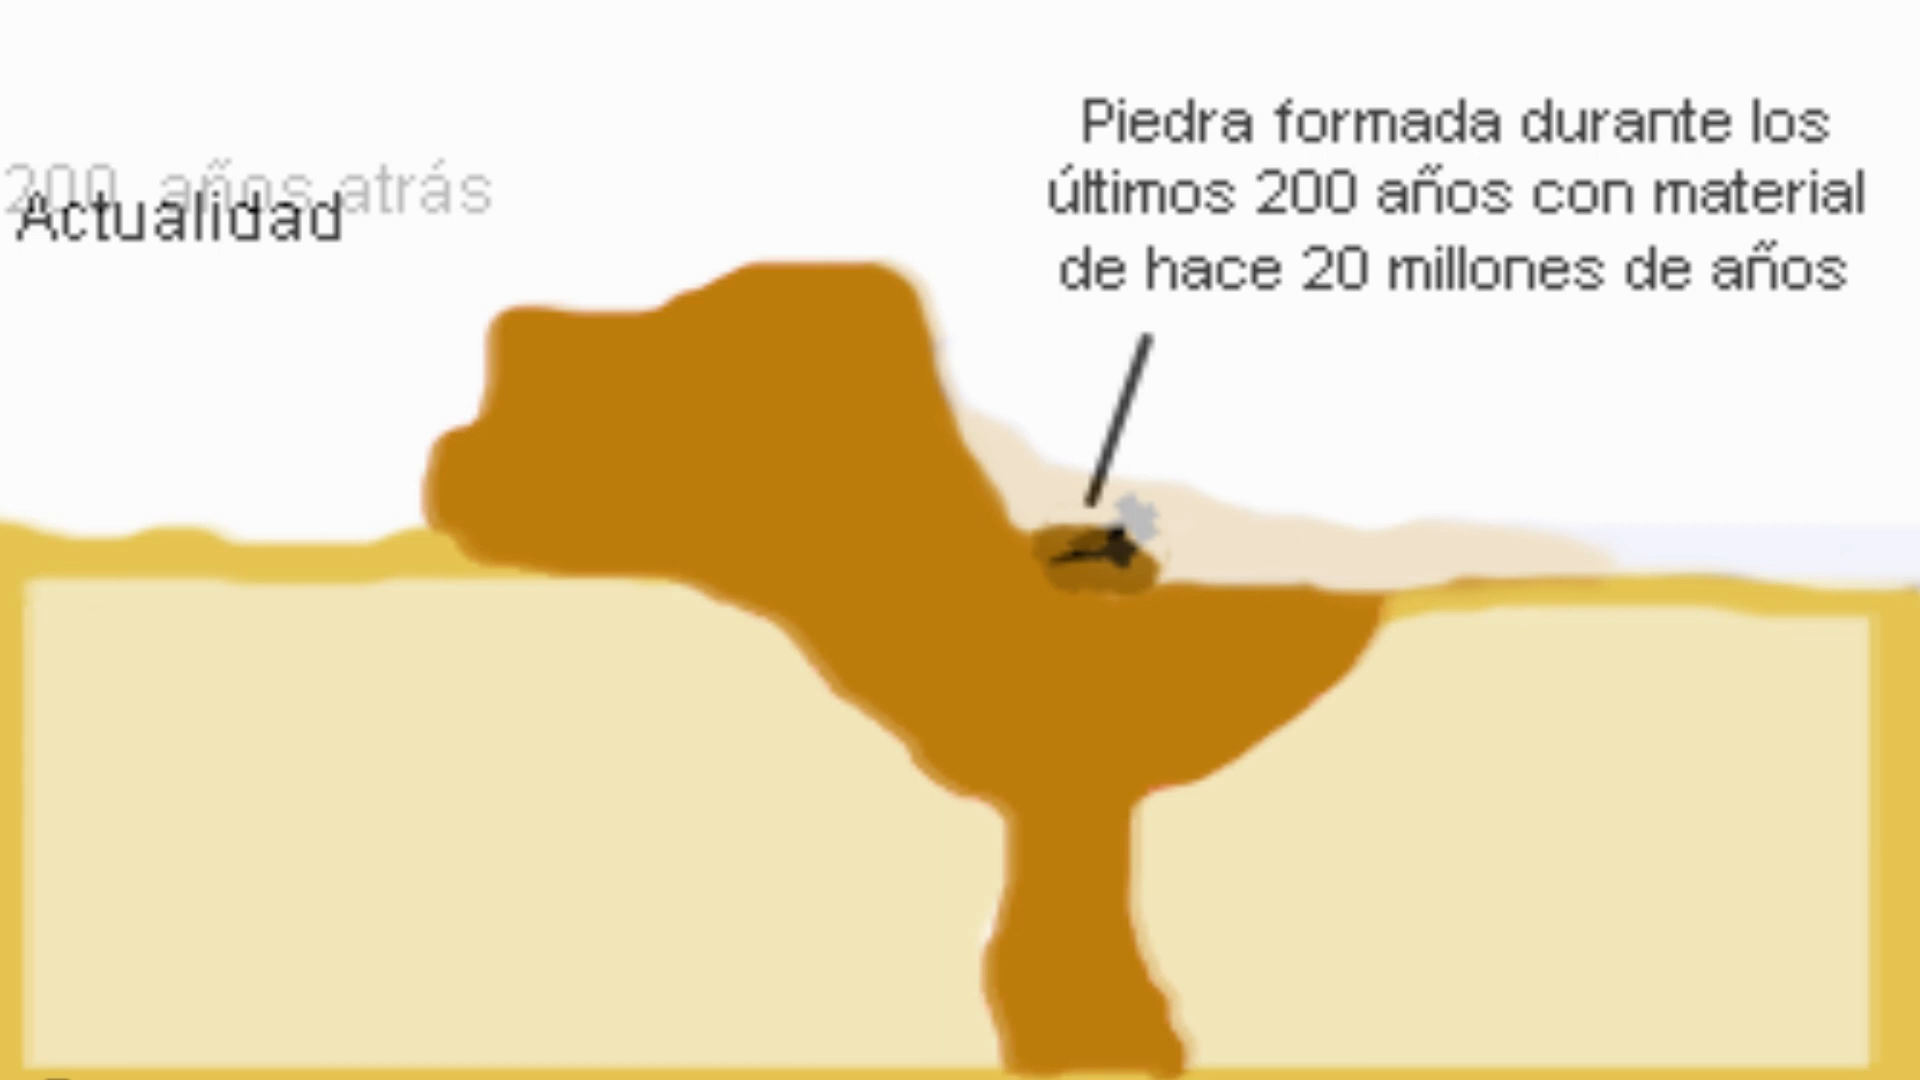 200 años atrás
Actualidad
Piedra formada durante los
últimos 200 años con material
de hace 20 millones de años